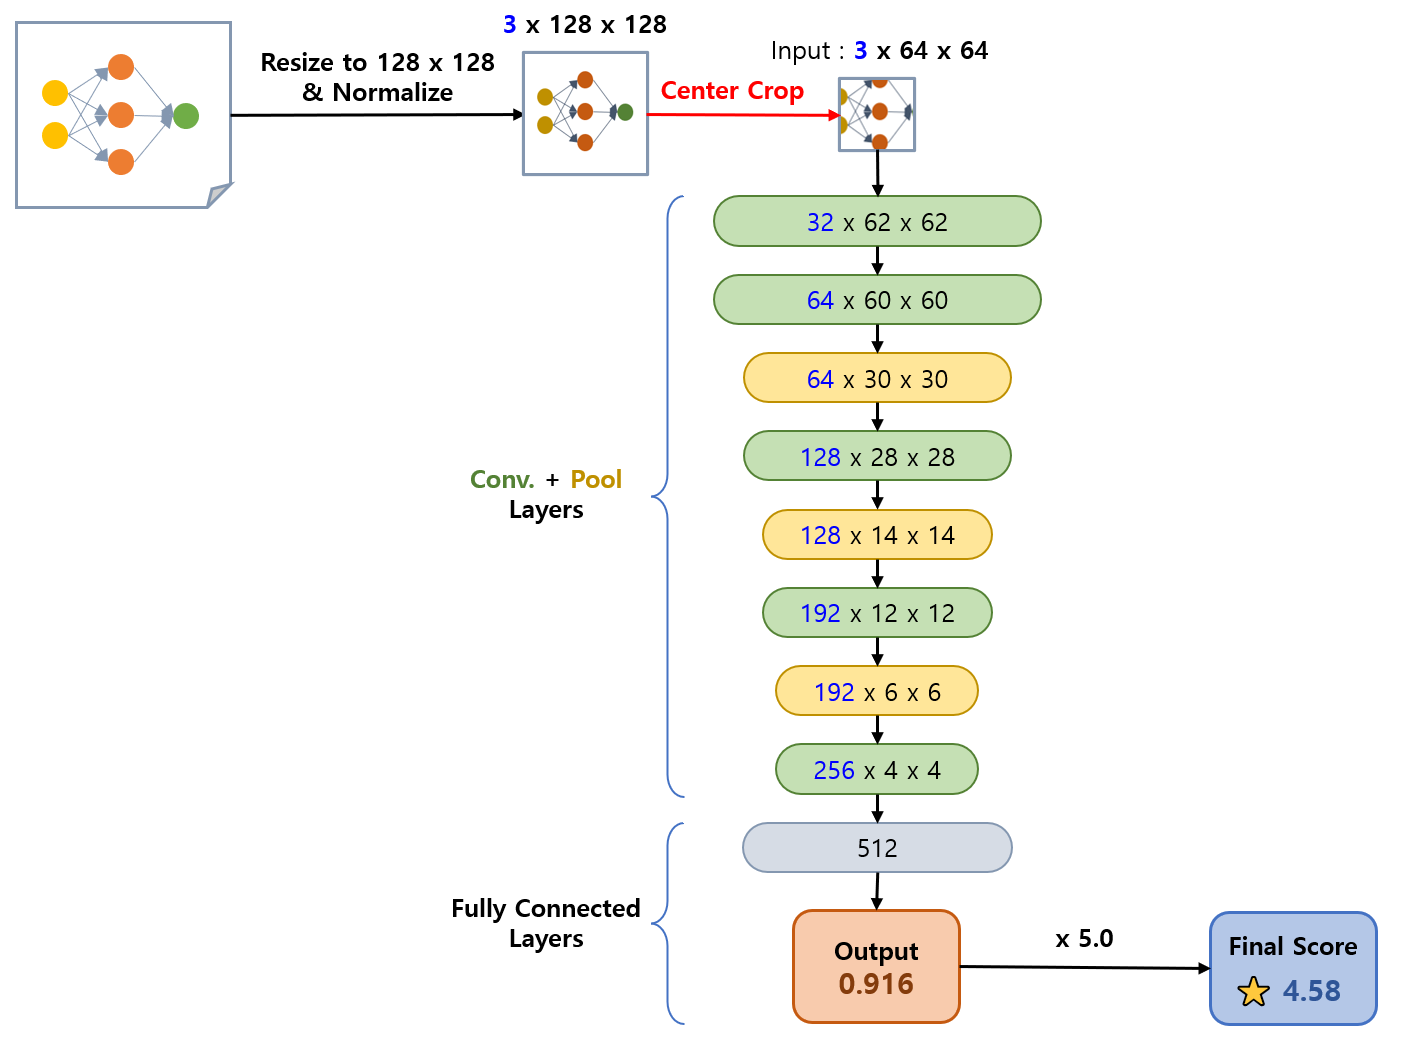 3 x 128 x 128
Resize to 128 x 128
& Normalize
Center Crop
Input : 3 x 64 x 64
32 x 62 x 62
64 x 60 x 60
64 x 30 x 30
128 x 28 x 28
Conv. + Pool
Layers
128 x 14 x 14
192 x 12 x 12
192 x 6 x 6
256 x 4 x 4
512
Fully Connected
Layers
Output
0.916
x 5.0
Final Score
4.58